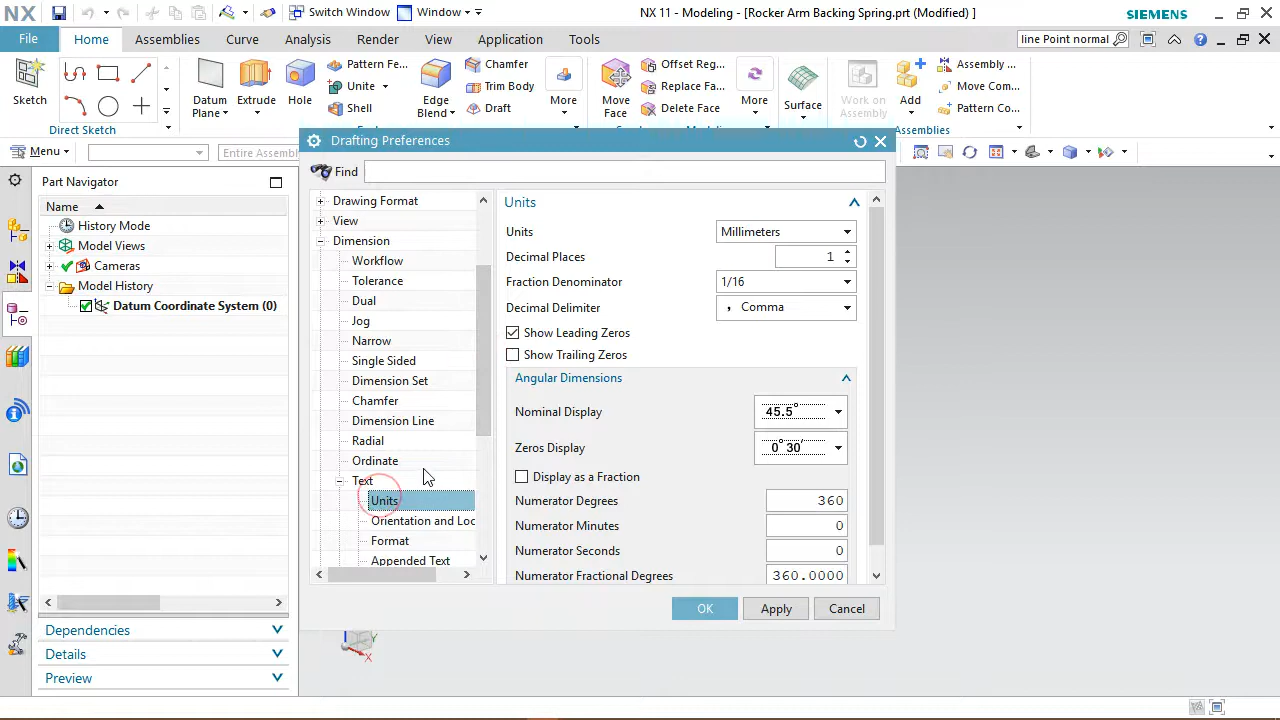 Switch Window Window NX 11 - Modeling - [Rocker Arm Backing Spring.prt (Modified) ] SIEMENS
File Home Assemblies Curve Analysis Render View Application Tools line Point normal
Sketch
Direct Sketch
Datum
Plane
Extrude
Hole
Pattern Fe...
Unite
Shell
Edge
Blend
Chamfer
Trim Body
Draft
More
Move
Face
Offset Reg...
Replace Fa...
Delete Face
More
Surface
Work on
Assembly
Add
Assembly ...
Move Com...
Pattern Co...
Assemblies
Menu
Part Navigator
Name
History Mode
Model Views
Cameras
Model History
Datum Coordinate System (0)
Dependencies
Details
Preview
Drafting Preferences
Find
Drawing Format
View
Dimension
Workflow
Tolerance
Dual
Jog
Narrow
Single Sided
Dimension Set
Chamfer
Dimension Line
Radial
Ordinate
Text
Units
Orientation and Loc
Format
Appended Text
Units
Units Millimeters
Decimal Places 1
Fraction Denominator 1/16
Decimal Delimiter , Comma
Show Leading Zeros
Show Trailing Zeros
Angular Dimensions
Nominal Display 45.5°
Zeros Display 0° 30'
Display as a Fraction
Numerator Degrees 360
Numerator Minutes 0
Numerator Seconds 0
Numerator Fractional Degrees 360.0000
OK Apply Cancel
Y
X